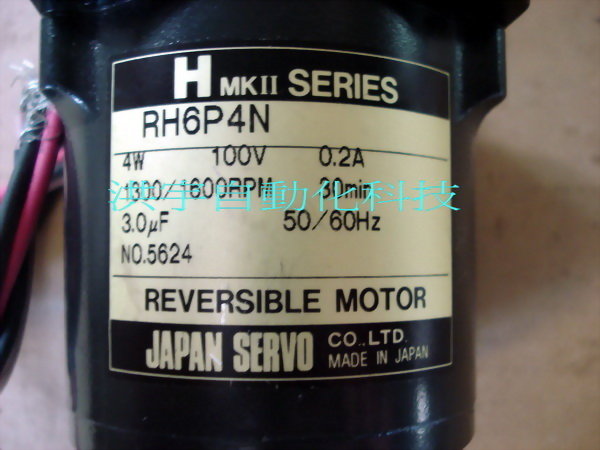 H MKII SERIES
RH6P4N
4W 100V 0.2A
1300/1600RPM 30min
洪宇自動化科技
3.0μF 50/60Hz
NO.5624
REVERSIBLE MOTOR
JAPAN SERVO CO.,LTD.
MADE IN JAPAN